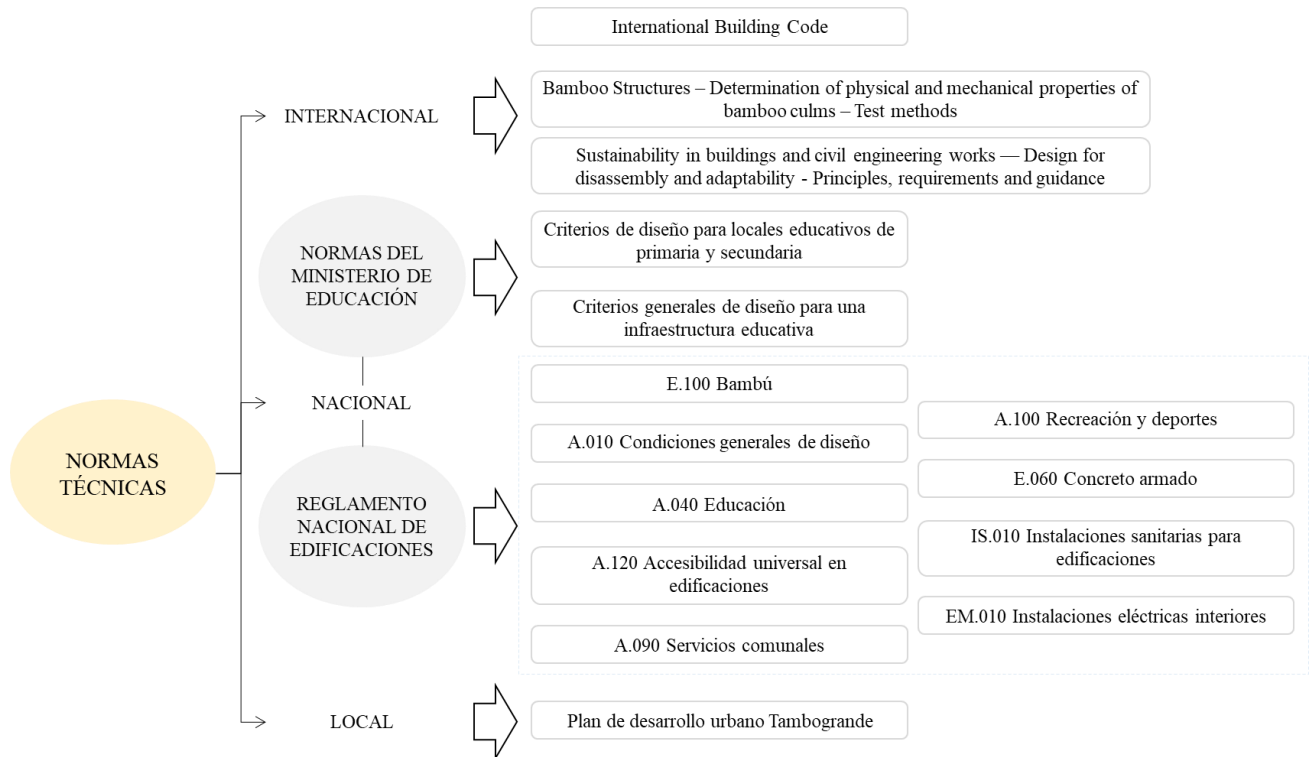 International Building Code
INTERNACIONAL
Bamboo Structures – Determination of physical and mechanical properties of
bamboo culms – Test methods
Sustainability in buildings and civil engineering works — Design for
disassembly and adaptability - Principles, requirements and guidance
NORMAS DEL
MINISTERIO DE
EDUCACIÓN
Criterios de diseño para locales educativos de
primaria y secundaria
Criterios generales de diseño para una
infraestructura educativa
NORMAS
TÉCNICAS
NACIONAL
REGLAMENTO
NACIONAL DE
EDIFICACIONES
E.100 Bambú
A.010 Condiciones generales de diseño
A.040 Educación
A.120 Accesibilidad universal en
edificaciones
A.090 Servicios comunales
A.100 Recreación y deportes
E.060 Concreto armado
IS.010 Instalaciones sanitarias para
edificaciones
EM.010 Instalaciones eléctricas interiores
LOCAL
Plan de desarrollo urbano Tambogrande